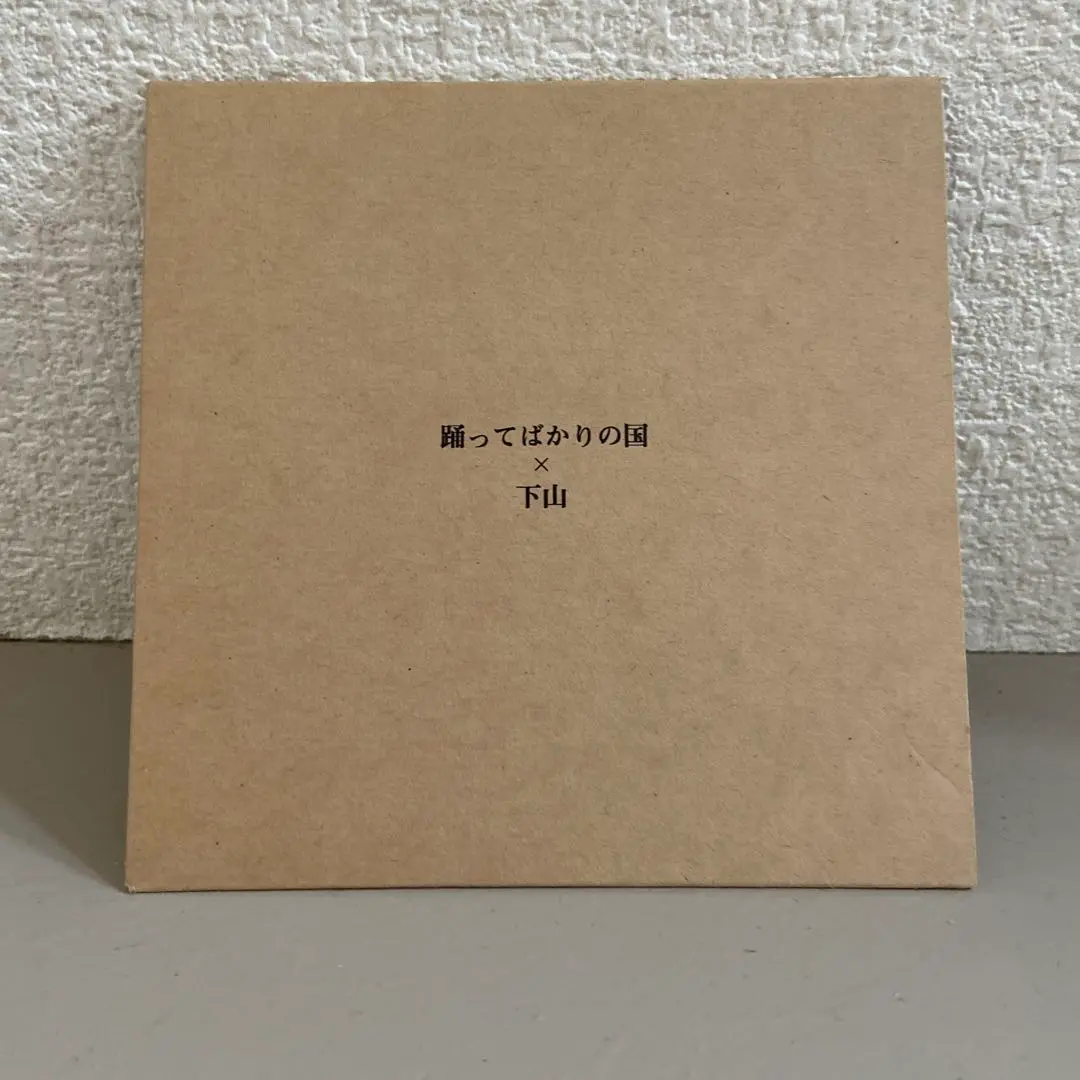 踊ってばかりの国
×
下山